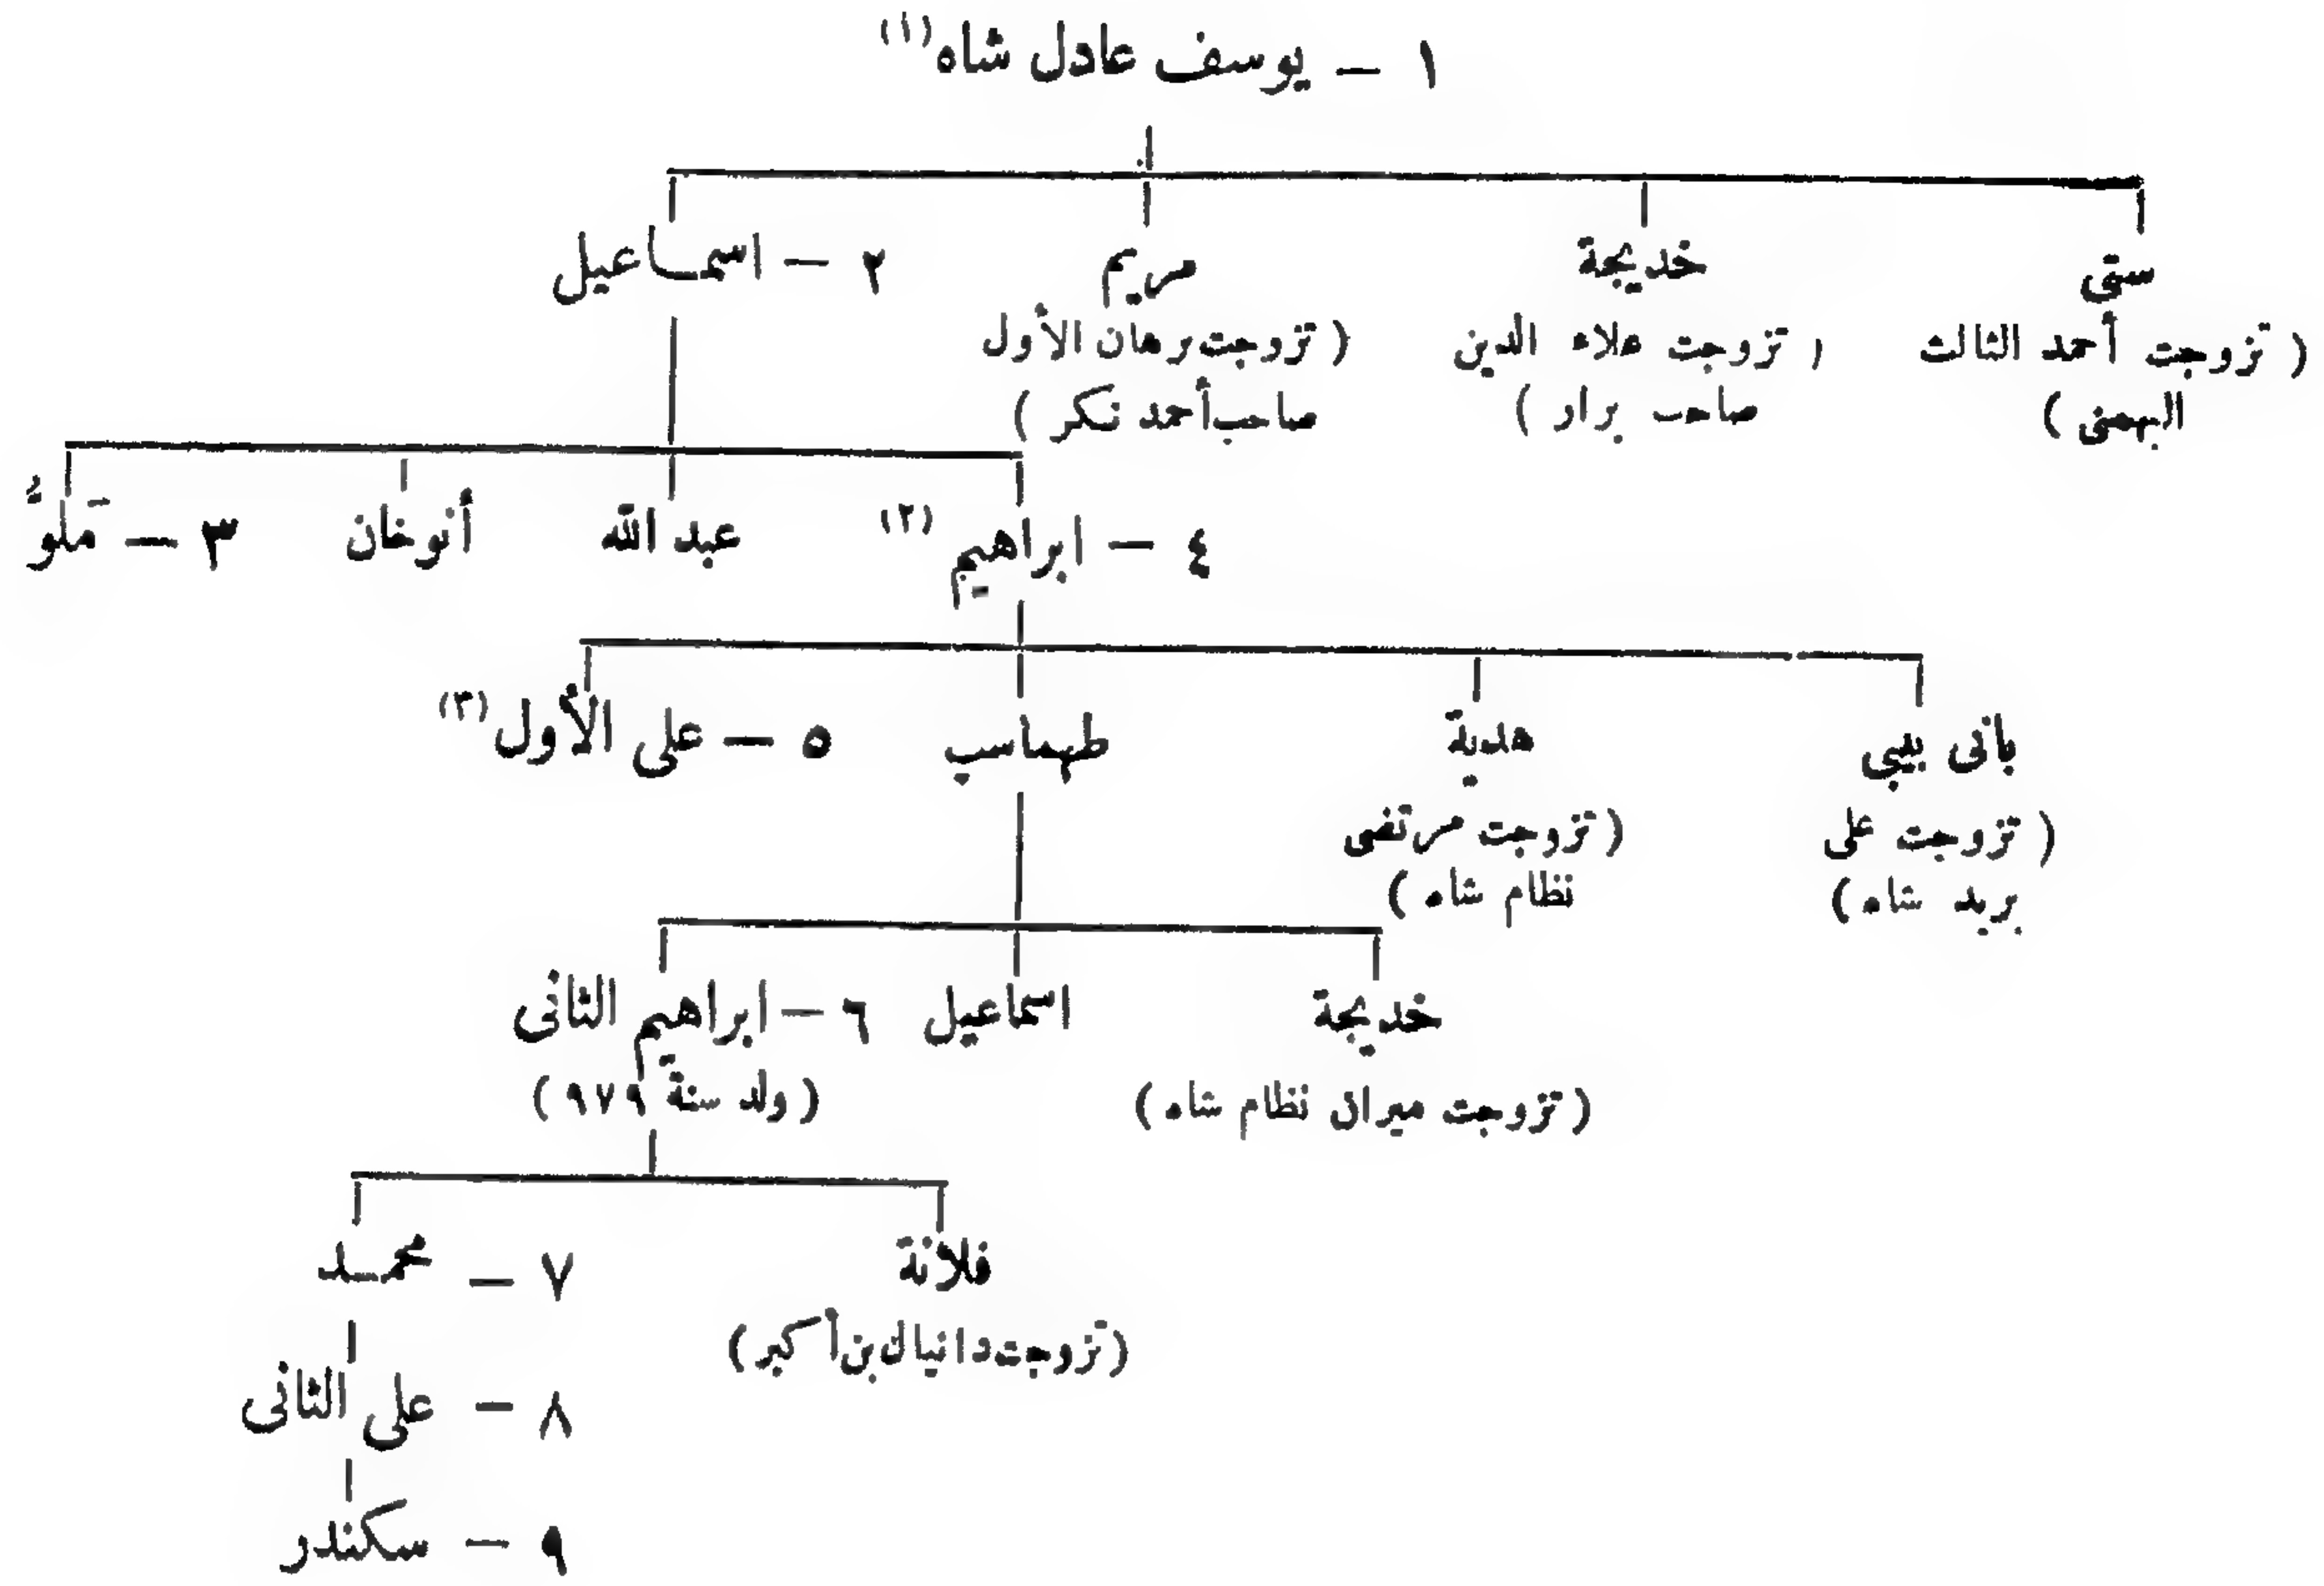 ١ – يوسف عادل شاه (١)
ستى
(تزوجت أحمد الثالث
البهمنى)
خديجة
(تزوجت علاء الدين
صاحب برار)
مريم
(تزوجت برهان الأول
صاحب أحمد نكر)
٢ – اسماعيل
٤ – ابراهيم (٢)
عبد الله
أنوخان
٣ – مَلوُّ
بانى بيبي
(تزوجت على
بريد شاه)
هدية
(تزوجت مرتضى
نظام شاه)
طهماسب
٥ – على الأول (٣)
خديجة
(تزوجت ميران نظام شاه)
اسماعيل
٦ – ابراهيم الثانى
(ولد سنة ٩٧٩)
فلانة
(تزوجت دانيال بن أكبر)
٧ – محمد
٨ – على الثانى
٩ – سكندر